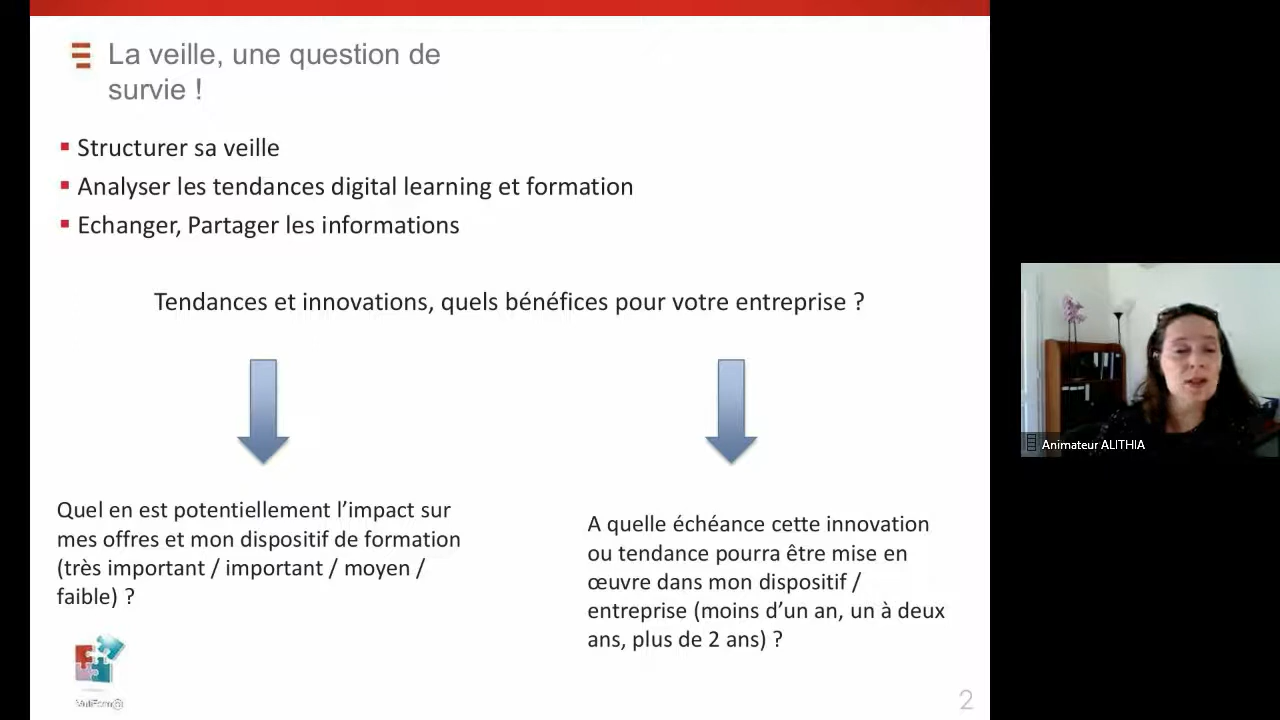 La veille, une question de
survie !
Structurer sa veille
Analyser les tendances digital learning et formation
Echanger, Partager les informations
Tendances et innovations, quels bénéfices pour votre entreprise ?
Quel en est potentiellement l’impact sur
mes offres et mon dispositif de formation
(très important / important / moyen /
faible) ?
A quelle échéance cette innovation
ou tendance pourra être mise en
œuvre dans mon dispositif /
entreprise (moins d’un an, un à deux
ans, plus de 2 ans) ?
2
Animateur ALITHIA